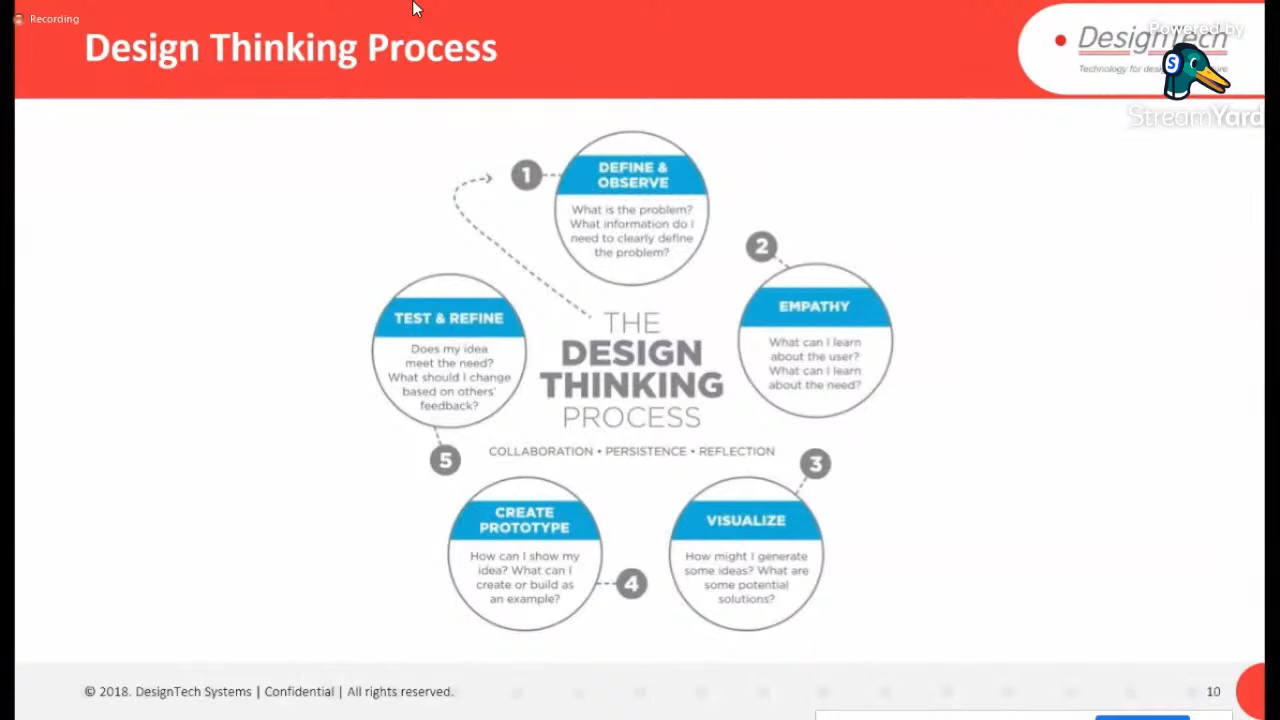 Recording
Design Thinking Process
DesignTech
Powered by
Technology for
StreamYard
1
DEFINE &
OBSERVE
What is the problem?
What information do I
need to clearly define
the problem?
2
EMPATHY
What can I learn
about the user?
What can I learn
about the need?
3
VISUALIZE
How might I generate
some ideas? What are
some potential
solutions?
4
CREATE
PROTOTYPE
How can I show my
idea? What can I
create or build as
an example?
5
TEST & REFINE
Does my idea
meet the need?
What should I change
based on others'
feedback?
THE
DESIGN
THINKING
PROCESS
COLLABORATION • PERSISTENCE • REFLECTION
© 2018. DesignTech Systems | Confidential | All rights reserved.
10